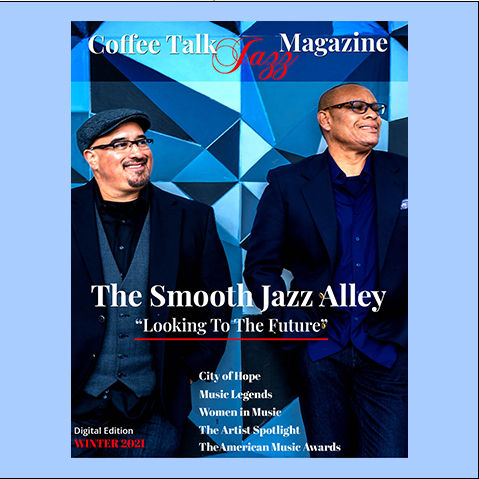 Coffee Talk Jazz Magazine
The Smooth Jazz Alley
“Looking To The Future”
City of Hope
Music Legends
Women in Music
The Artist Spotlight
TheAmerican Music Awards
Digital Edition
WINTER 2021